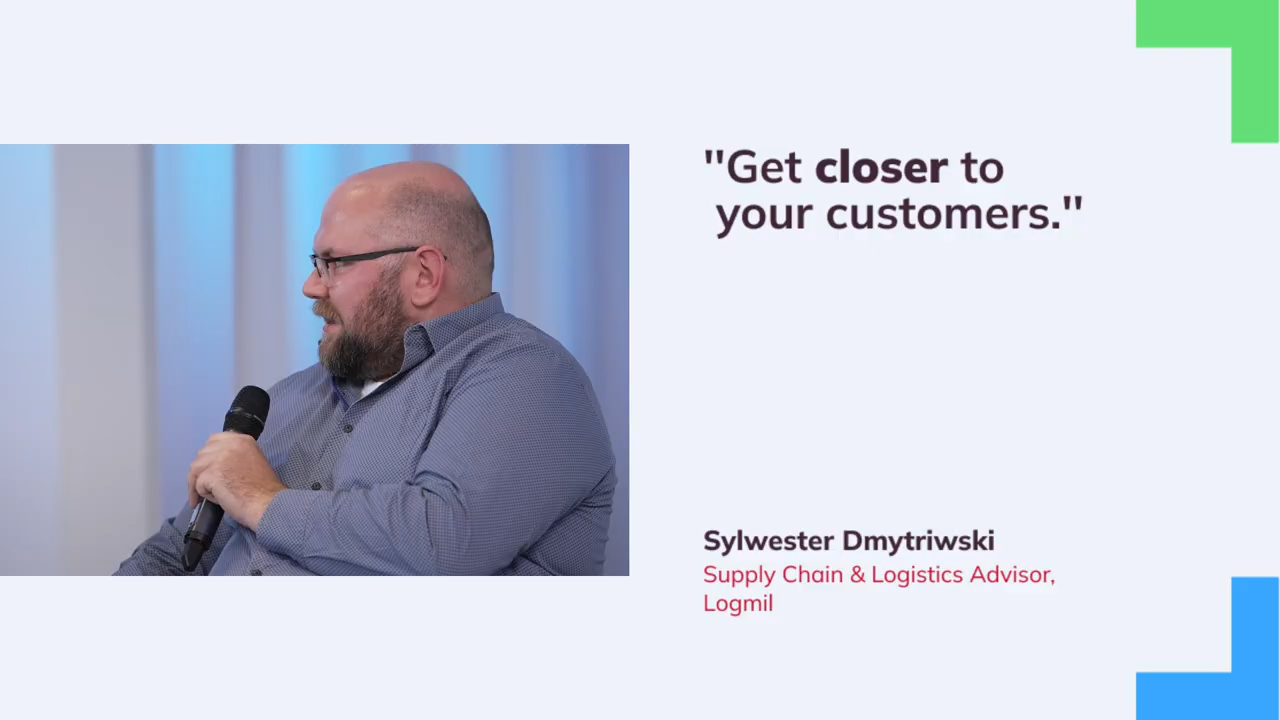 "Get closer to
your customers."
Sylwester Dmytriwski
Supply Chain & Logistics Advisor,
Logmil